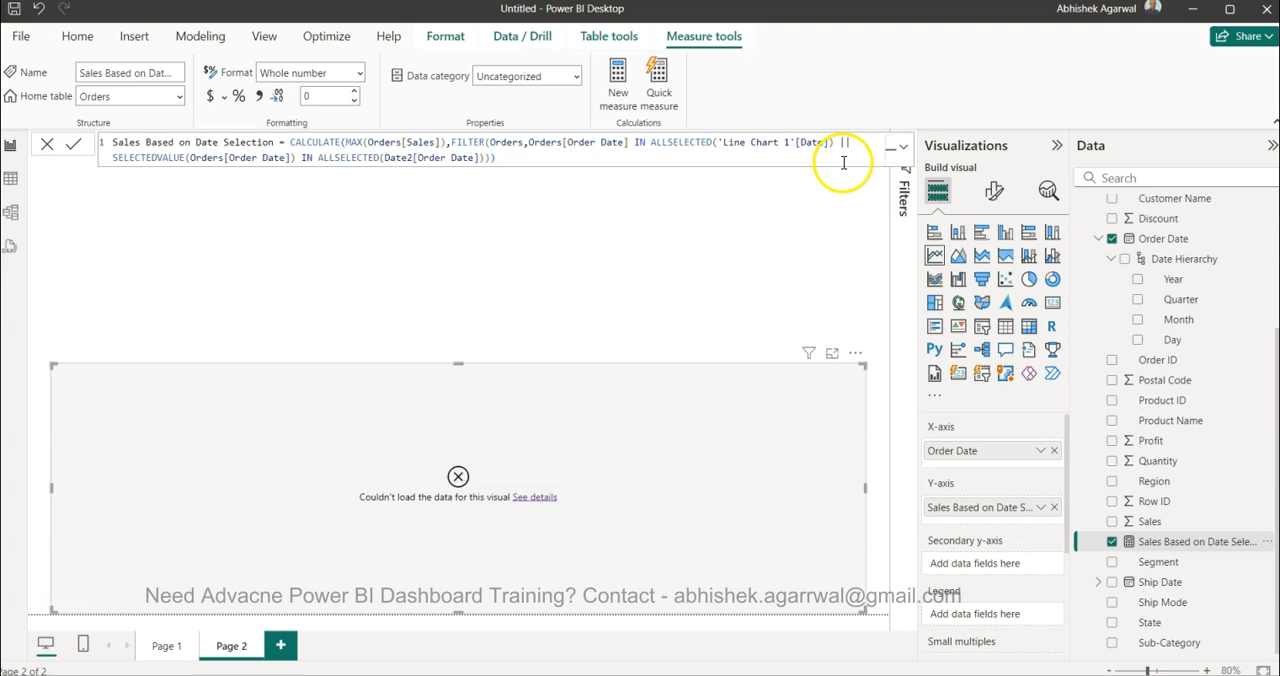 Untitled - Power BI Desktop
Abhishek Agarwal
File
Home
Insert
Modeling
View
Optimize
Help
Format
Data / Drill
Table tools
Measure tools
Share
Name
Sales Based on Dat...
Home table
Orders
Structure
Format
Whole number
$
%
9
0
Formatting
Data category
Uncategorized
Properties
New measure
Quick measure
Calculations
1 Sales Based on Date Selection = CALCULATE(MAX(Orders[Sales]),FILTER(Orders,Orders[Order Date] IN ALLSELECTED('Line Chart 1'[Date]) ||
SELECTEDVALUE(Orders[Order Date]) IN ALLSELECTED(Date2[Order Date])))
Filters
Couldn't load the data for this visual See details
Need Advacne Power BI Dashboard Training? Contact - abhishek.agarrwal@gmail.com
Page 1
Page 2
Page 2 of 2
80%
Visualizations
Build visual
R
Py
X-axis
Order Date
Y-axis
Sales Based on Date S...
Secondary y-axis
Add data fields here
Legend
Add data fields here
Small multiples
Data
Search
Customer Name
Discount
Order Date
Date Hierarchy
Year
Quarter
Month
Day
Order ID
Postal Code
Product ID
Product Name
Profit
Quantity
Region
Row ID
Sales
Sales Based on Date Sele...
Segment
Ship Date
Ship Mode
State
Sub-Category